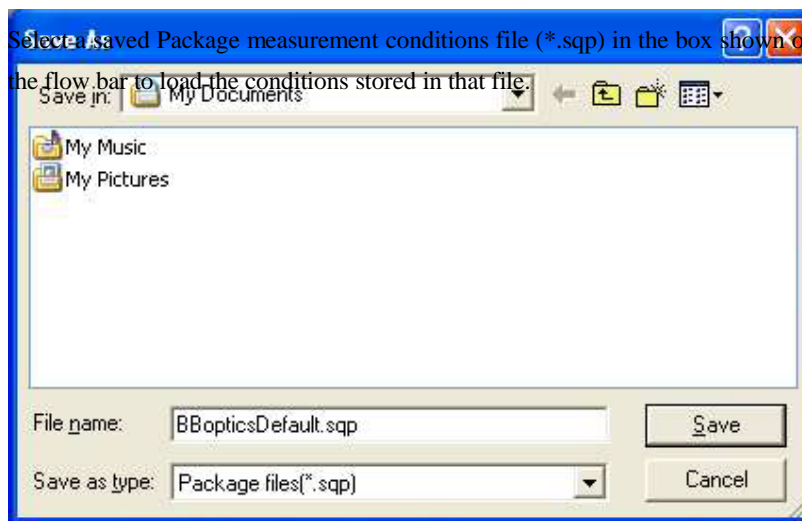 Save As
Select a saved Package measurement conditions file (*.sqp) in the box shown
the flow bar to load the conditions stored in that file.
Save in: My Documents
My Music
My Pictures
File name: BBopticsDefault.sqp Save
Save as type: Package files(*.sqp) Cancel